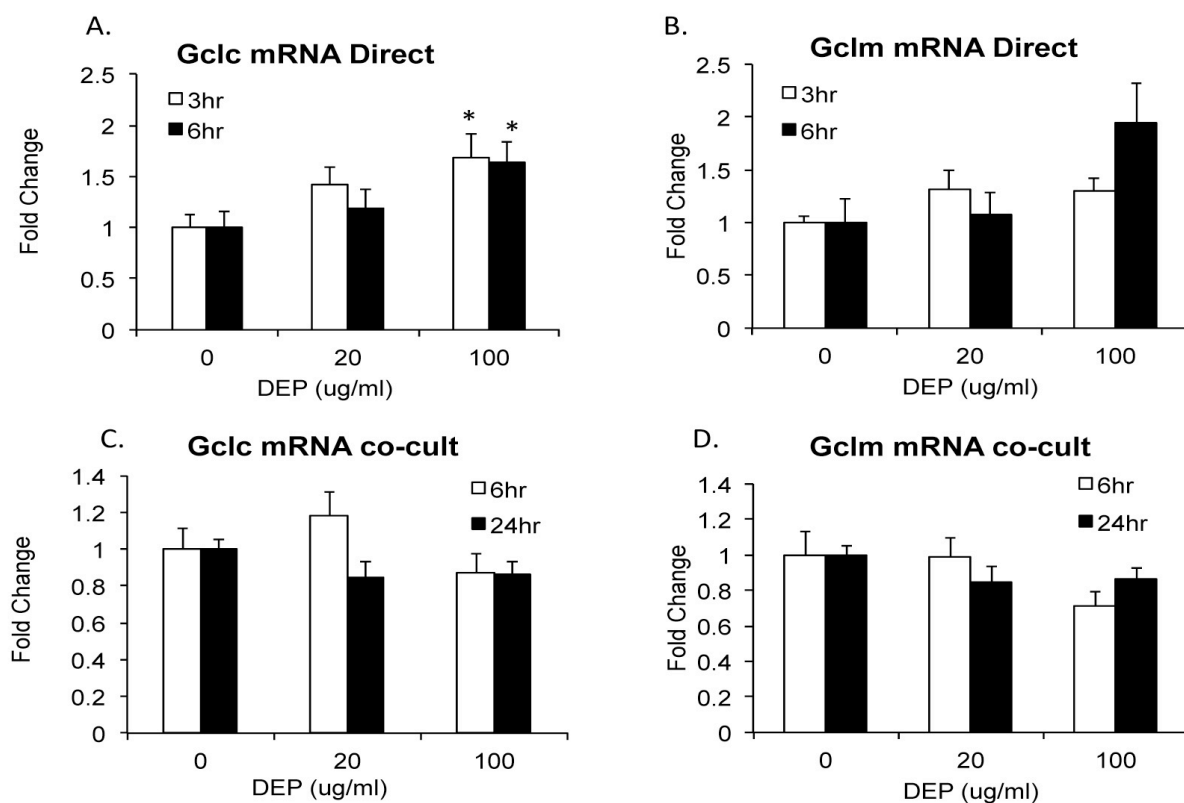 A.
Gclc mRNA Direct
2.5
2
1.5
1
0.5
0
Fold Change
3hr
6hr
*
*
0 20 100
DEP (ug/ml)
B.
Gclm mRNA Direct
2.5
2
1.5
1
0.5
0
Fold Change
3hr
6hr
0 20 100
DEP (ug/ml)
C.
Gclc mRNA co-cult
1.4
1.2
1
0.8
0.6
0.4
0.2
0
Fold Change
6hr
24hr
0 20 100
DEP (ug/ml)
D.
Gclm mRNA co-cult
1.4
1.2
1
0.8
0.6
0.4
0.2
0
Fold Change
6hr
24hr
0 20 100
DEP (ug/ml)